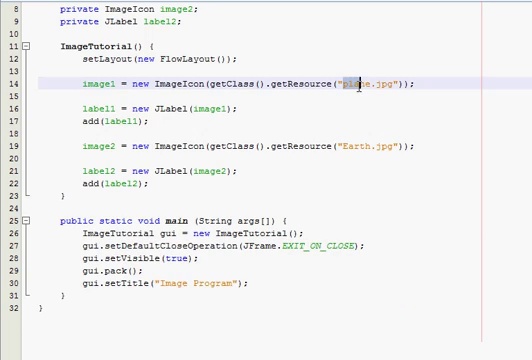 8 private ImageIcon image2;
9 private JLabel label2;
10
11 ImageTutorial() {
12 setLayout(new FlowLayout());
13
14 image1 = new ImageIcon(getClass().getResource("plane.jpg"));
15
16 label1 = new JLabel(image1);
17 add(label1);
18
19 image2 = new ImageIcon(getClass().getResource("Earth.jpg"));
20
21 label2 = new JLabel(image2);
22 add(label2);
23 }
24
25 public static void main (String args[]) {
26 ImageTutorial gui = new ImageTutorial();
27 gui.setDefaultCloseOperation(JFrame.EXIT_ON_CLOSE);
28 gui.setVisible(true);
29 gui.pack();
30 gui.setTitle("Image Program");
31 }
32 }